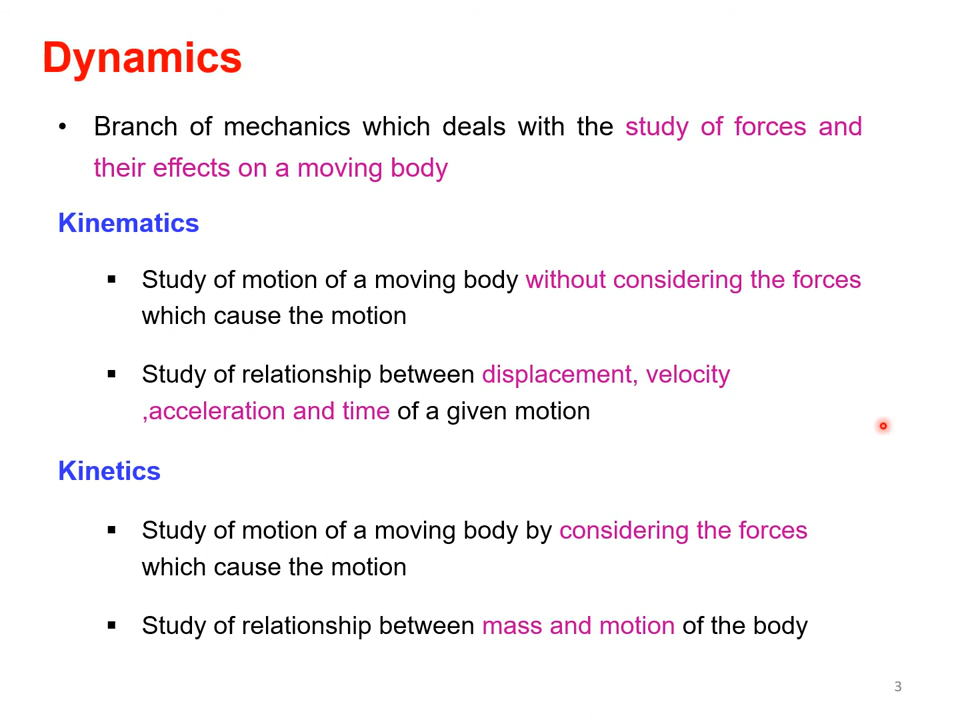 Dynamics
• Branch of mechanics which deals with the study of forces and
their effects on a moving body
Kinematics
▪ Study of motion of a moving body without considering the forces
which cause the motion
▪ Study of relationship between displacement, velocity
,acceleration and time of a given motion
Kinetics
▪ Study of motion of a moving body by considering the forces
which cause the motion
▪ Study of relationship between mass and motion of the body
3